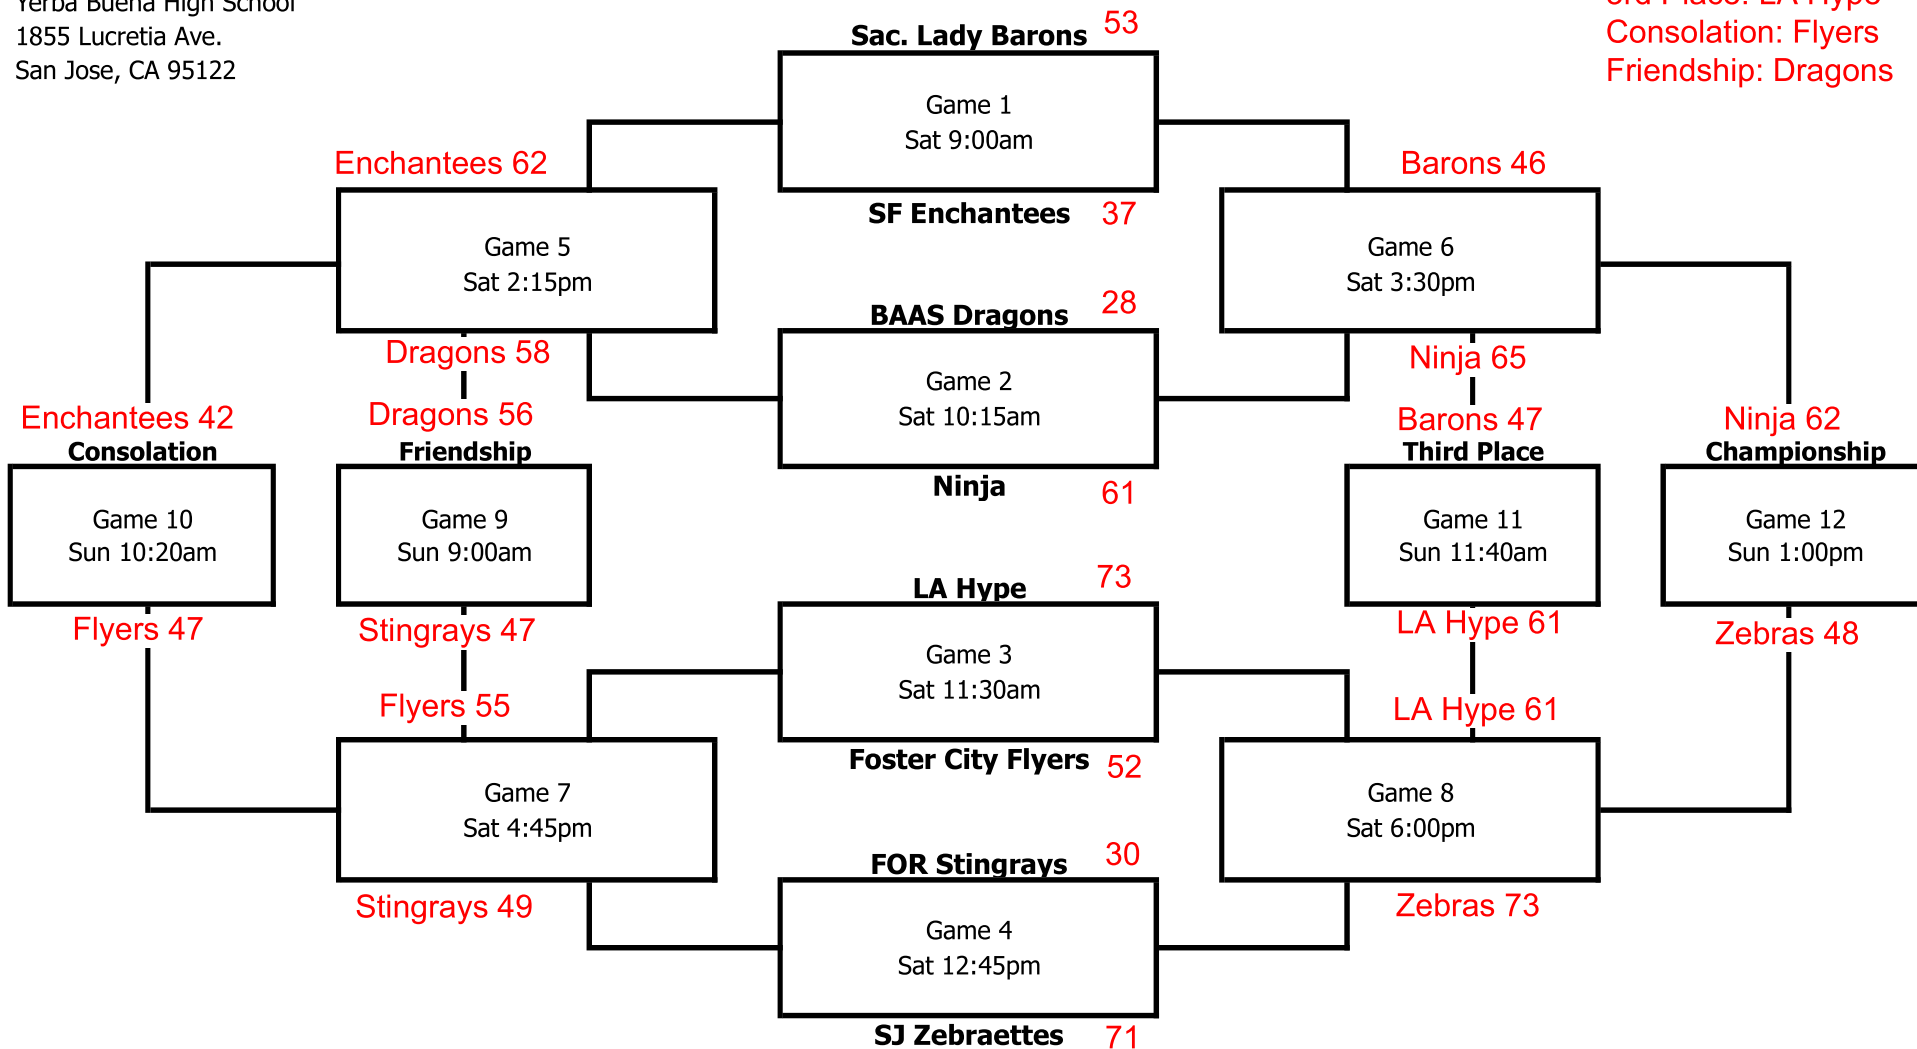 Yerba Buena High School
1855 Lucretia Ave.
San Jose, CA 95122
3rd Place: LA Hype
Consolation: Flyers
Friendship: Dragons
Sac. Lady Barons 53
Game 1
Sat 9:00am
SF Enchantees 37
Enchantees 62
Game 5
Sat 2:15pm
Dragons 58
Barons 46
Game 6
Sat 3:30pm
Ninja 65
BAAS Dragons 28
Game 2
Sat 10:15am
Ninja 61
Enchantees 42
Consolation
Game 10
Sun 10:20am
Flyers 47
Dragons 56
Friendship
Game 9
Sun 9:00am
Stingrays 47
Barons 47
Third Place
Game 11
Sun 11:40am
LA Hype 61
Ninja 62
Championship
Game 12
Sun 1:00pm
Zebras 48
LA Hype 73
Game 3
Sat 11:30am
Foster City Flyers 52
Flyers 55
Game 7
Sat 4:45pm
Stingrays 49
LA Hype 61
Game 8
Sat 6:00pm
Zebras 73
FOR Stingrays 30
Game 4
Sat 12:45pm
SJ Zebraettes 71